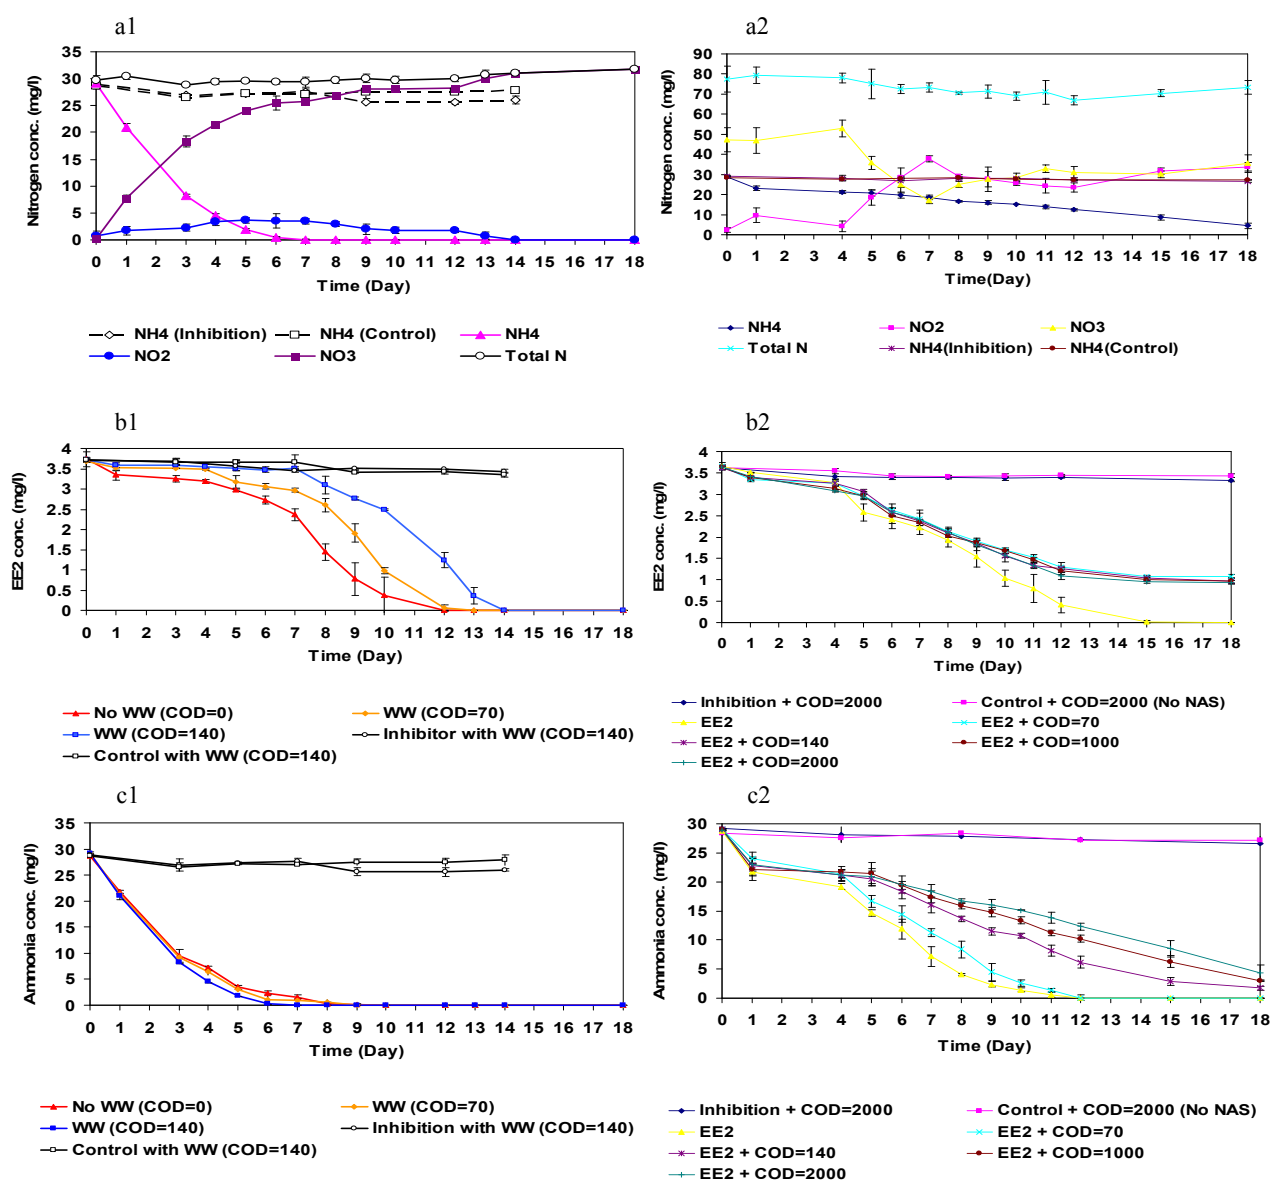 a1
35
30
25
20
15
10
5
0
Nitrogen conc. (mg/l)
0 1 2 3 4 5 6 7 8 9 10 11 12 13 14 15 16 17 18
Time (Day)
NH4 (Inhibition) NH4 (Control) NH4
NO2 NO3 Total N
a2
90
80
70
60
50
40
30
20
10
0
Nitrogen conc. (mg/l)
0 1 2 3 4 5 6 7 8 9 10 11 12 13 14 15 16 17 18
Time(Day)
NH4 NO2 NO3
Total N NH4(Inhibition) NH4(Control)
b1
4
3.5
3
2.5
2
1.5
1
0.5
0
EE2 conc. (mg/l)
0 1 2 3 4 5 6 7 8 9 10 11 12 13 14 15 16 17 18
Time (Day)
No WW (COD=0) WW (COD=70)
WW (COD=140) Inhibitor with WW (COD=140)
Control with WW (COD=140)
b2
4
3.5
3
2.5
2
1.5
1
0.5
0
EE2 conc. (mg/l)
0 1 2 3 4 5 6 7 8 9 10 11 12 13 14 15 16 17 18
Time (Day)
Inhibition + COD=2000 Control + COD=2000 (No NAS)
EE2 EE2 + COD=70
EE2 + COD=140 EE2 + COD=1000
EE2 + COD=2000
c1
35
30
25
20
15
10
5
0
Ammonia conc. (mg/l)
0 1 2 3 4 5 6 7 8 9 10 11 12 13 14 15 16 17 18
Time (Day)
No WW (COD=0) WW (COD=70)
WW (COD=140) Inhibition with WW (COD=140)
Control with WW (COD=140)
c2
30
25
20
15
10
5
0
Ammonia conc. (mg/l)
0 1 2 3 4 5 6 7 8 9 10 11 12 13 14 15 16 17 18
Time (Day)
Inhibition + COD=2000 Control + COD=2000 (No NAS)
EE2 EE2 + COD=70
EE2 + COD=140 EE2 + COD=1000
EE2 + COD=2000